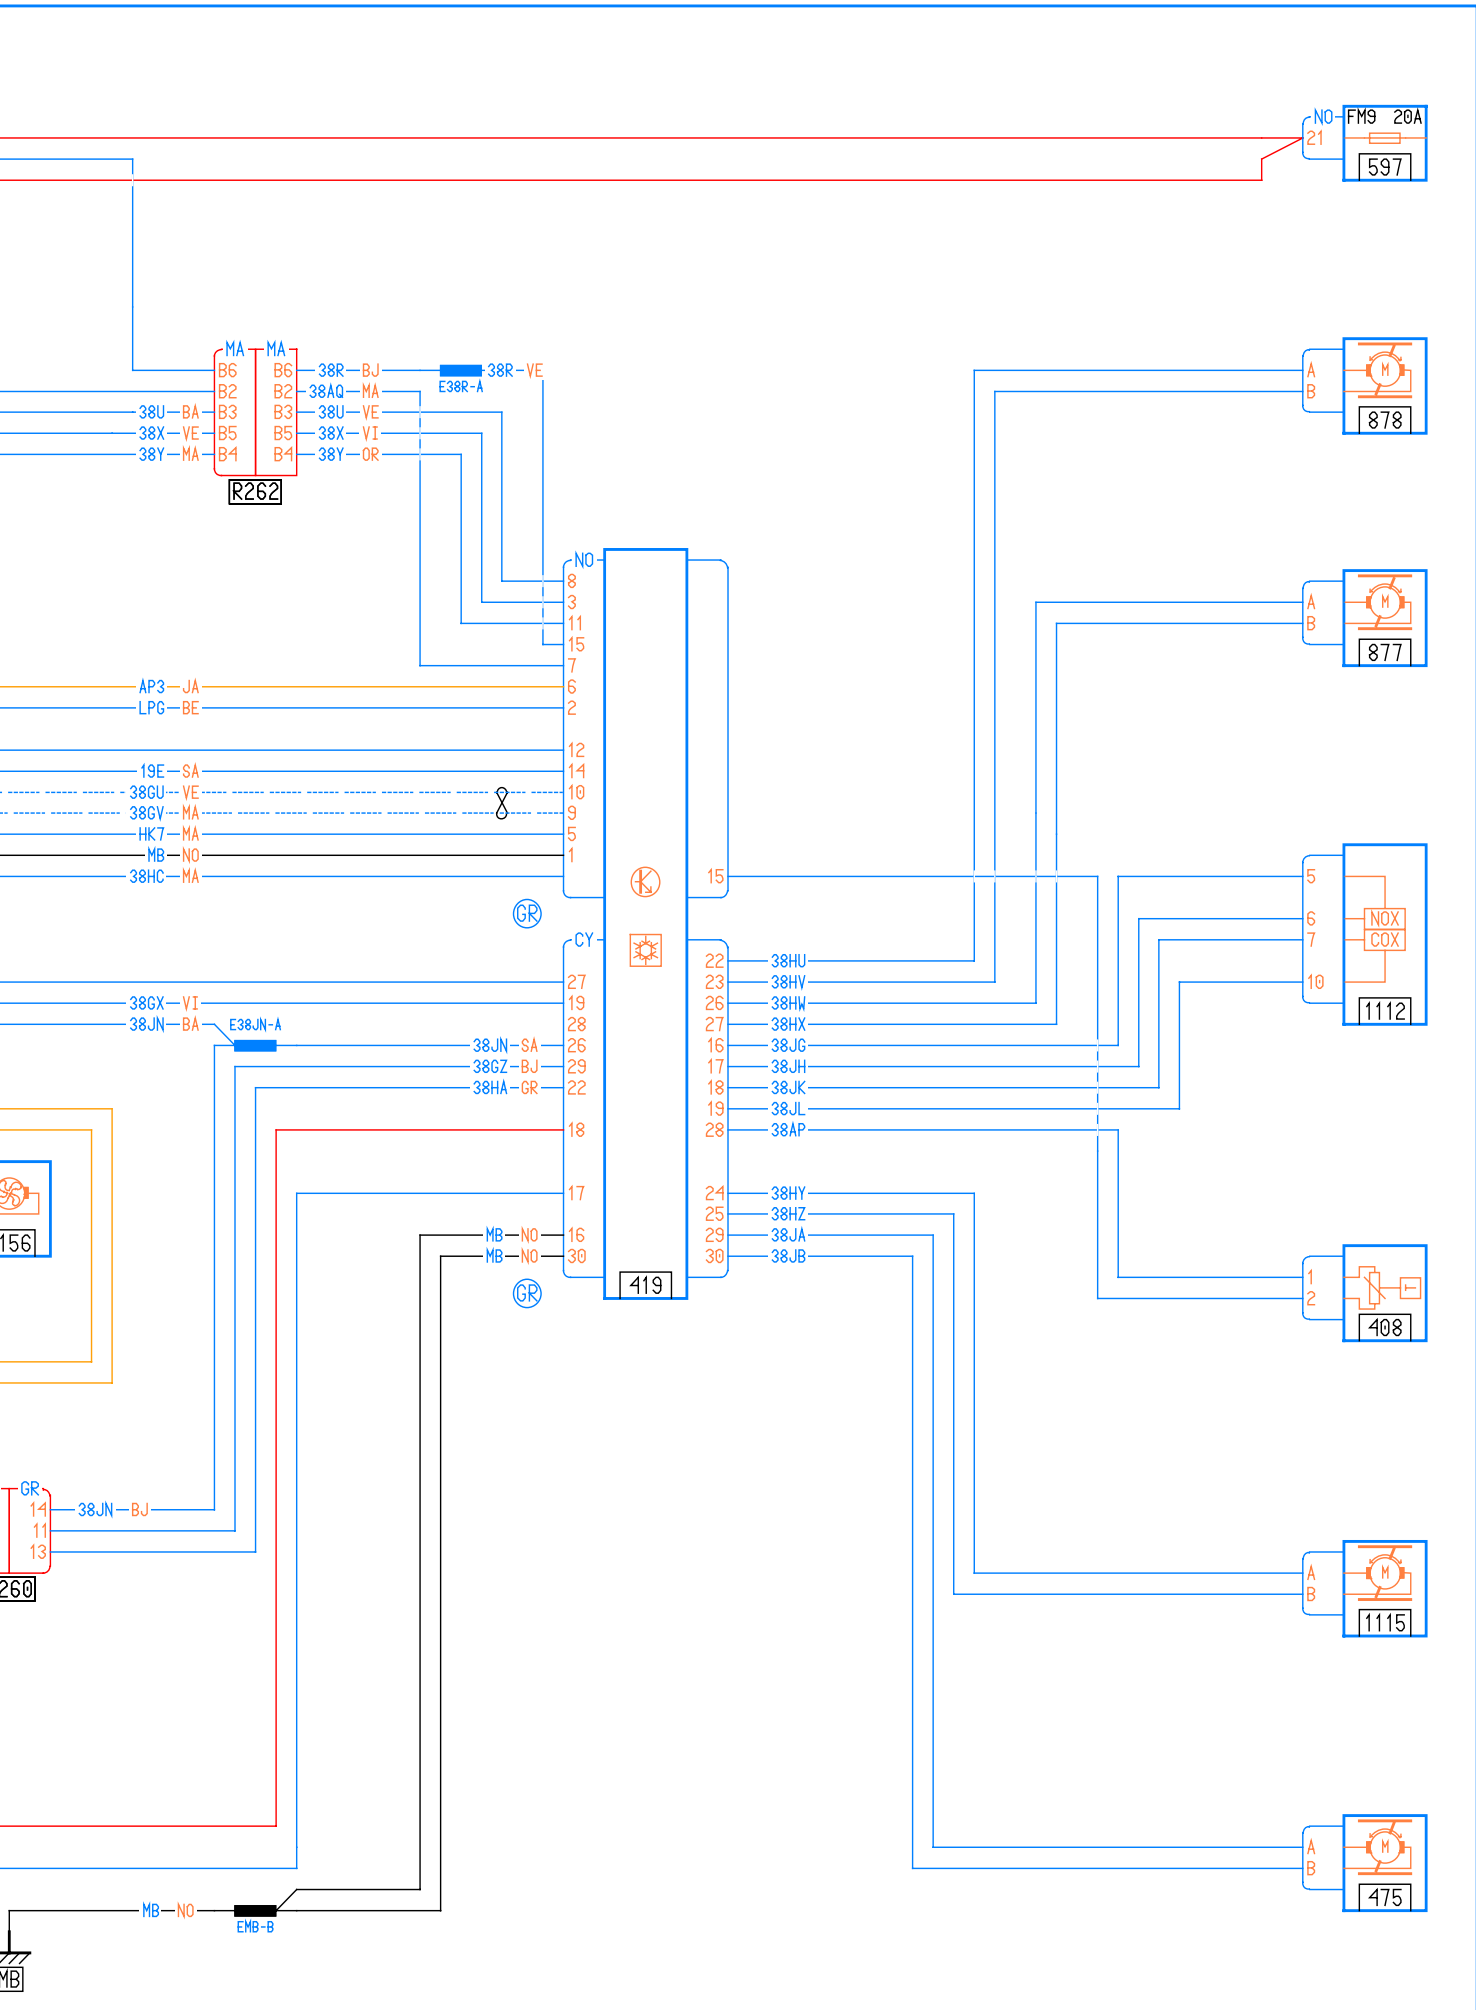 NO FM9 20A
21
597
MA MA
B6 B6 38R BJ 38R VE
B2 B2 38AQ MA E38R-A
38U BA B3 B3 38U VE
38X VE B5 B5 38X VI
38Y MA B4 B4 38Y OR
R262
A M
B
878
NO
8
3
11
15
7
AP3 JA 6
LPG BE 2
12
19E SA 14
38GU VE 10
38GV MA 9
HK7 MA 5
MB NO 1
38HC MA
15
K
GR
A M
B
877
5
6 NOX
7 COX
10
1112
CY
27
38GX VI 19
38JN BA E38JN-A 28
38JN SA 26
38GZ BJ 29
38HA GR 22
18
17
MB NO 16
MB NO 30
GR
419
22 38HU
23 38HV
26 38HW
27 38HX
16 38JG
17 38JH
18 38JK
19 38JL
28 38AP
24 38HY
25 38HZ
29 38JA
30 38JB
156
1 T
2
408
GR
14 38JN BJ
11
13
260
A M
B
1115
A M
B
475
MB NO
EMB-B
MB